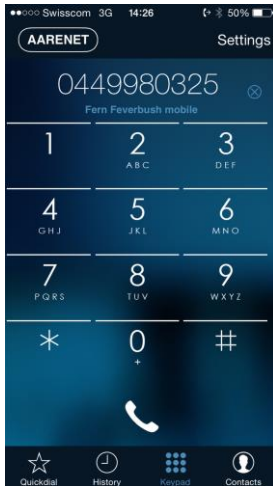 Swisscom 3G 14:26 50%
AARENET Settings
0449980325
Fern Feverbush mobile
1 2 3
ABC DEF
4 5 6
GHJ JKL MNO
7 8 9
PQRS TUV WXYZ
* 0 #
+
Quickdial History Keypad Contacts